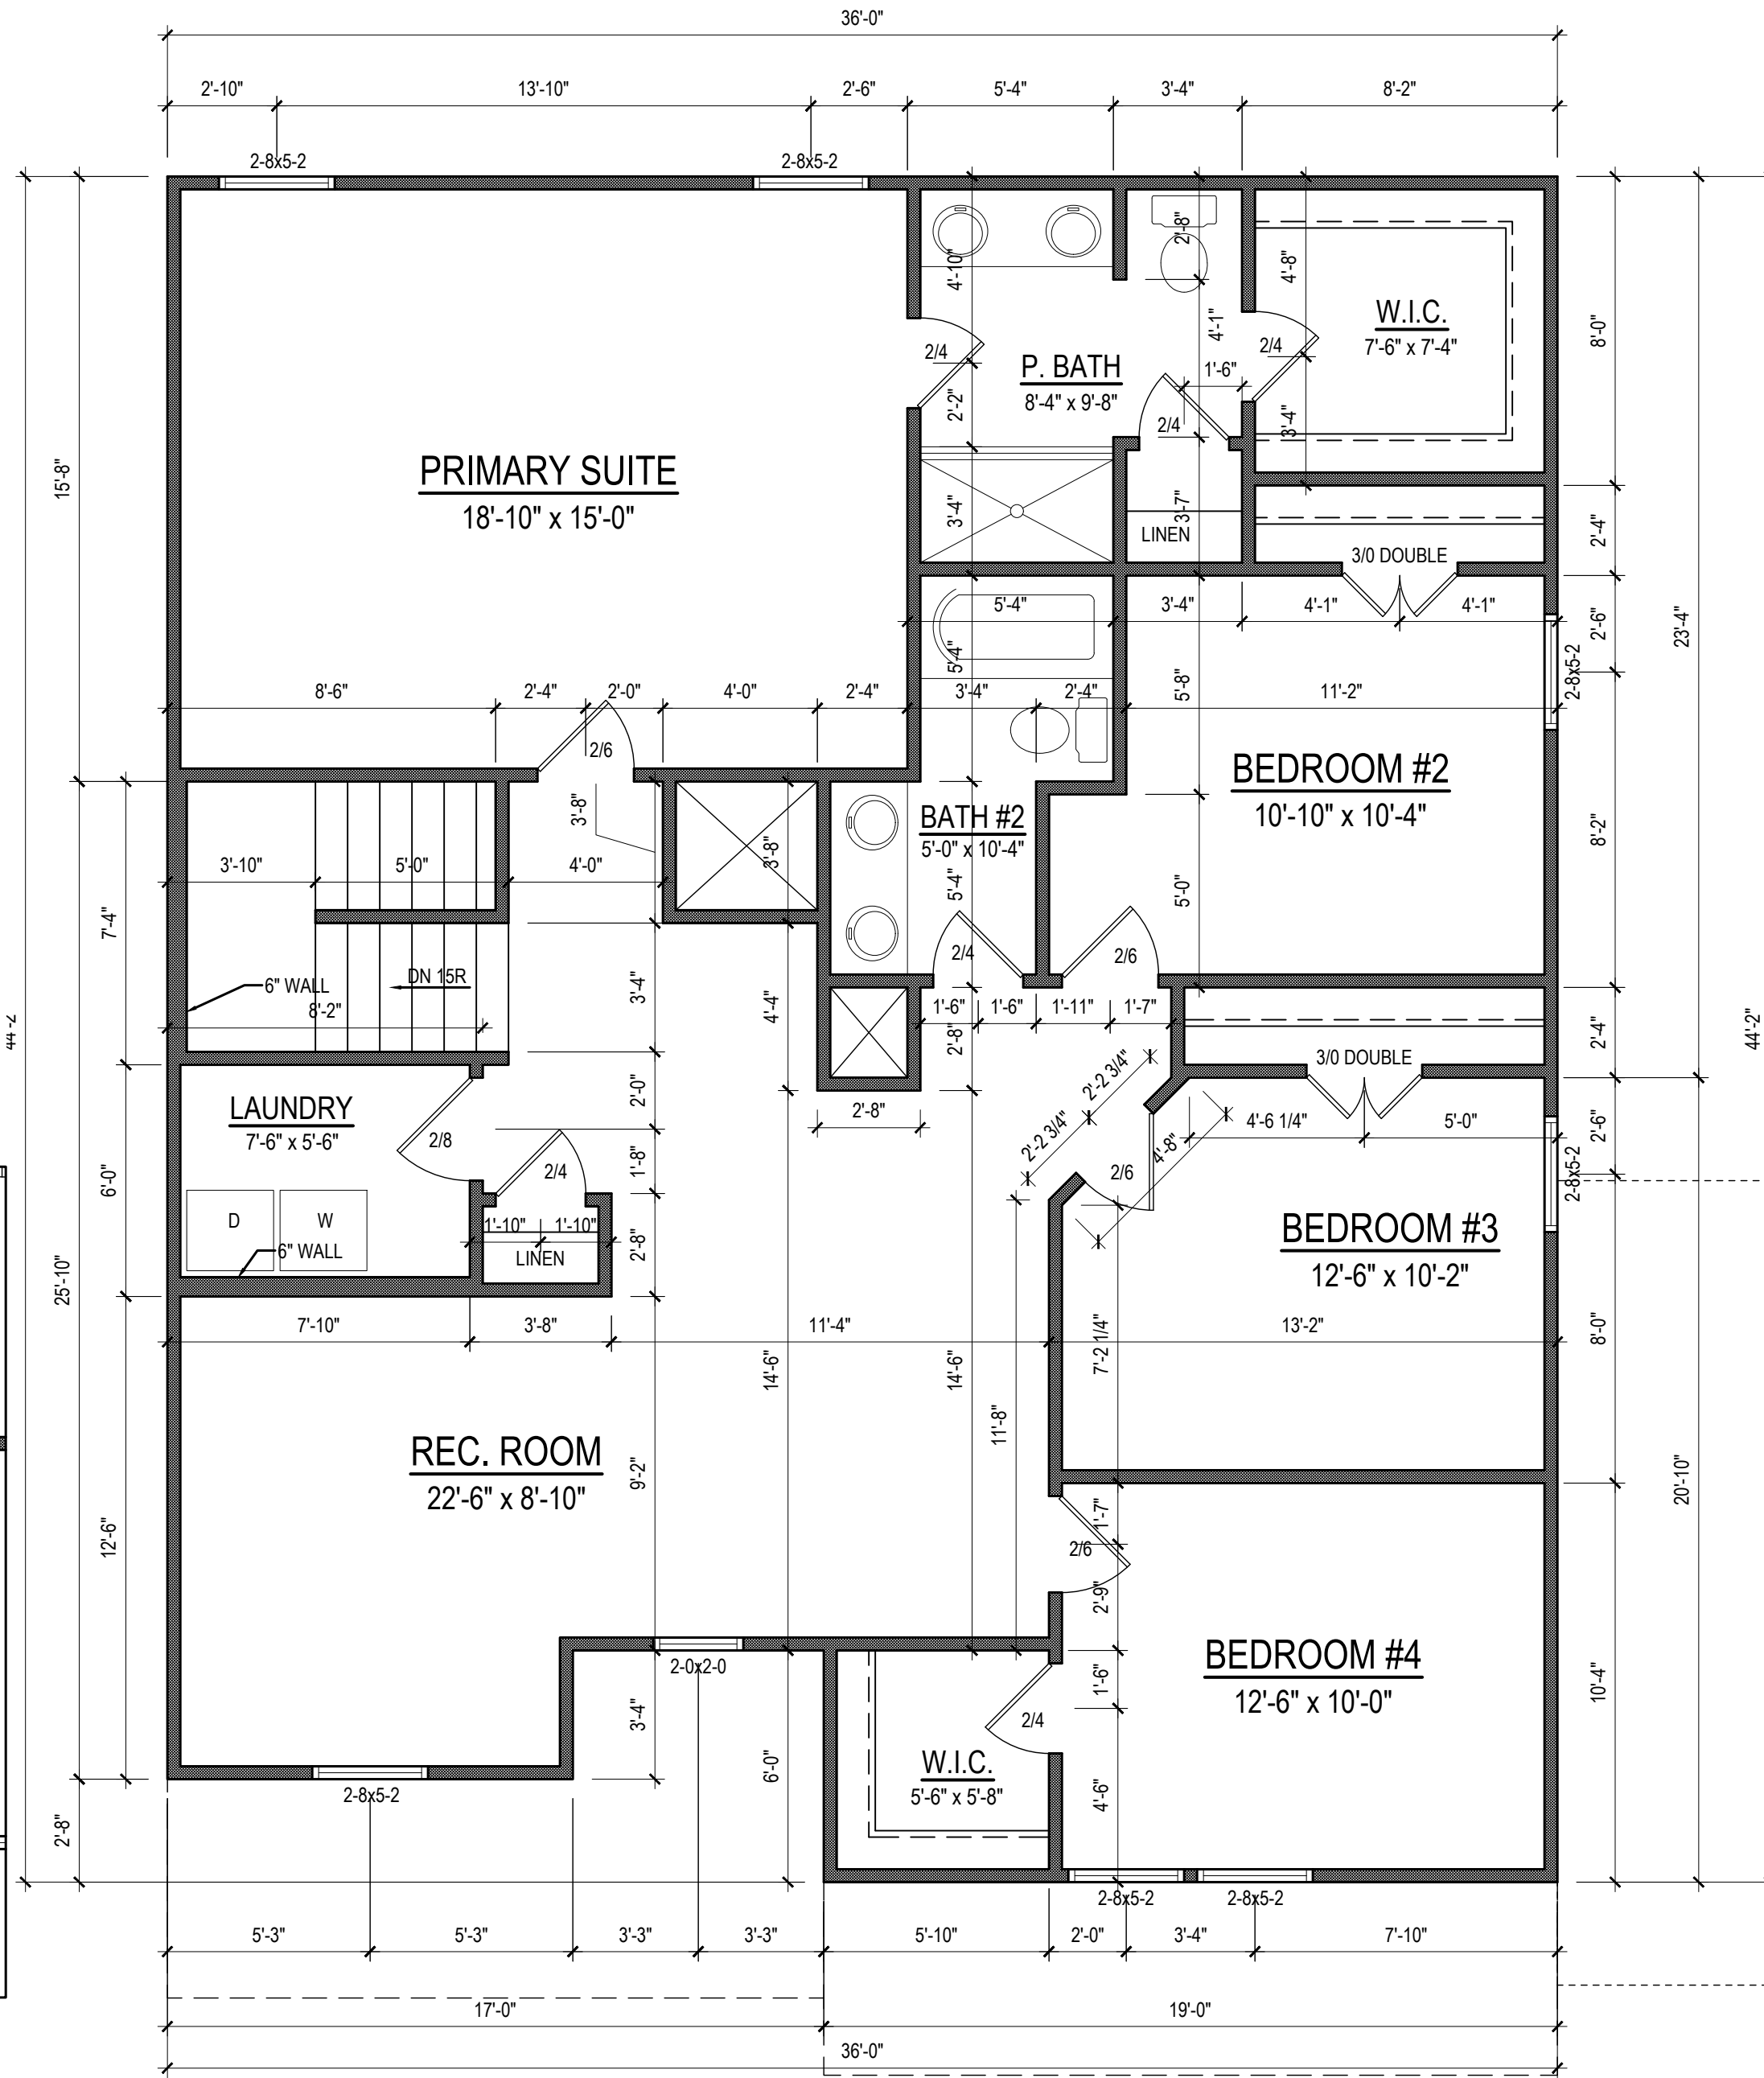 36'-0"
2'-10" 13'-10" 2'-6" 5'-4" 3'-4" 8'-2"
2-8x5-2 2-8x5-2
4'-10" 2'-8" 4'-8" 8'-0"
W.I.C.
7'-6" x 7'-4"
4'-1"
2/4 2/4
P. BATH 1'-6"
8'-4" x 9'-8"
2'-2" 2/4 3'-4"
15'-8" PRIMARY SUITE
18'-10" x 15'-0"
3'-4" 3'-7" 2'-4"
LINEN
3/0 DOUBLE
5'-4" 3'-4" 4'-1" 4'-1" 2'-6" 23'-4"
5'-4" 5'-8" 2-8x5-2
8'-6" 2'-4" 2'-0" 4'-0" 2'-4" 3'-4" 2'-4" 11'-2"
2/6
BEDROOM #2
10'-10" x 10'-4"
3'-8" 3'-8" BATH #2 8'-2"
5'-0" x 10'-4"
3'-10" 5'-0" 4'-0" 5'-4" 5'-0"
7'-4"
2/4 2/6
DN 15R
6" WALL 3'-4" 4'-4"
8'-2"
1'-6" 1'-6" 1'-11" 1'-7"
44'-2" 2'-8" 2'-4" 44'-2"
3/0 DOUBLE
2'-2 3/4"
2'-0"
LAUNDRY 2'-8" 4'-6 1/4" 5'-0" 2'-6"
7'-6" x 5'-6" 2/8 2'-2 3/4" 4'-8"
6'-0" 2/4 1'-8" 2/6 2-8x5-2
D W 1'-10" 1'-10" BEDROOM #3
12'-6" x 10'-2"
6" WALL LINEN 2'-8"
25'-10"
7'-10" 3'-8" 11'-4" 13'-2" 8'-0"
14'-6" 14'-6" 7'-2 1/4"
11'-8"
REC. ROOM
22'-6" x 8'-10"
9'-2" 20'-10"
12'-6" 1'-7"
2/6
2'-9"
BEDROOM #4
12'-6" x 10'-0"
2-0x2-0 1'-6" 10'-4"
3'-4" 2/4
6'-0" W.I.C.
5'-6" x 5'-8"
2-8x5-2 4'-6"
2'-8"
2-8x5-2 2-8x5-2
5'-3" 5'-3" 3'-3" 3'-3" 5'-10" 2'-0" 3'-4" 7'-10"
17'-0" 19'-0"
36'-0"